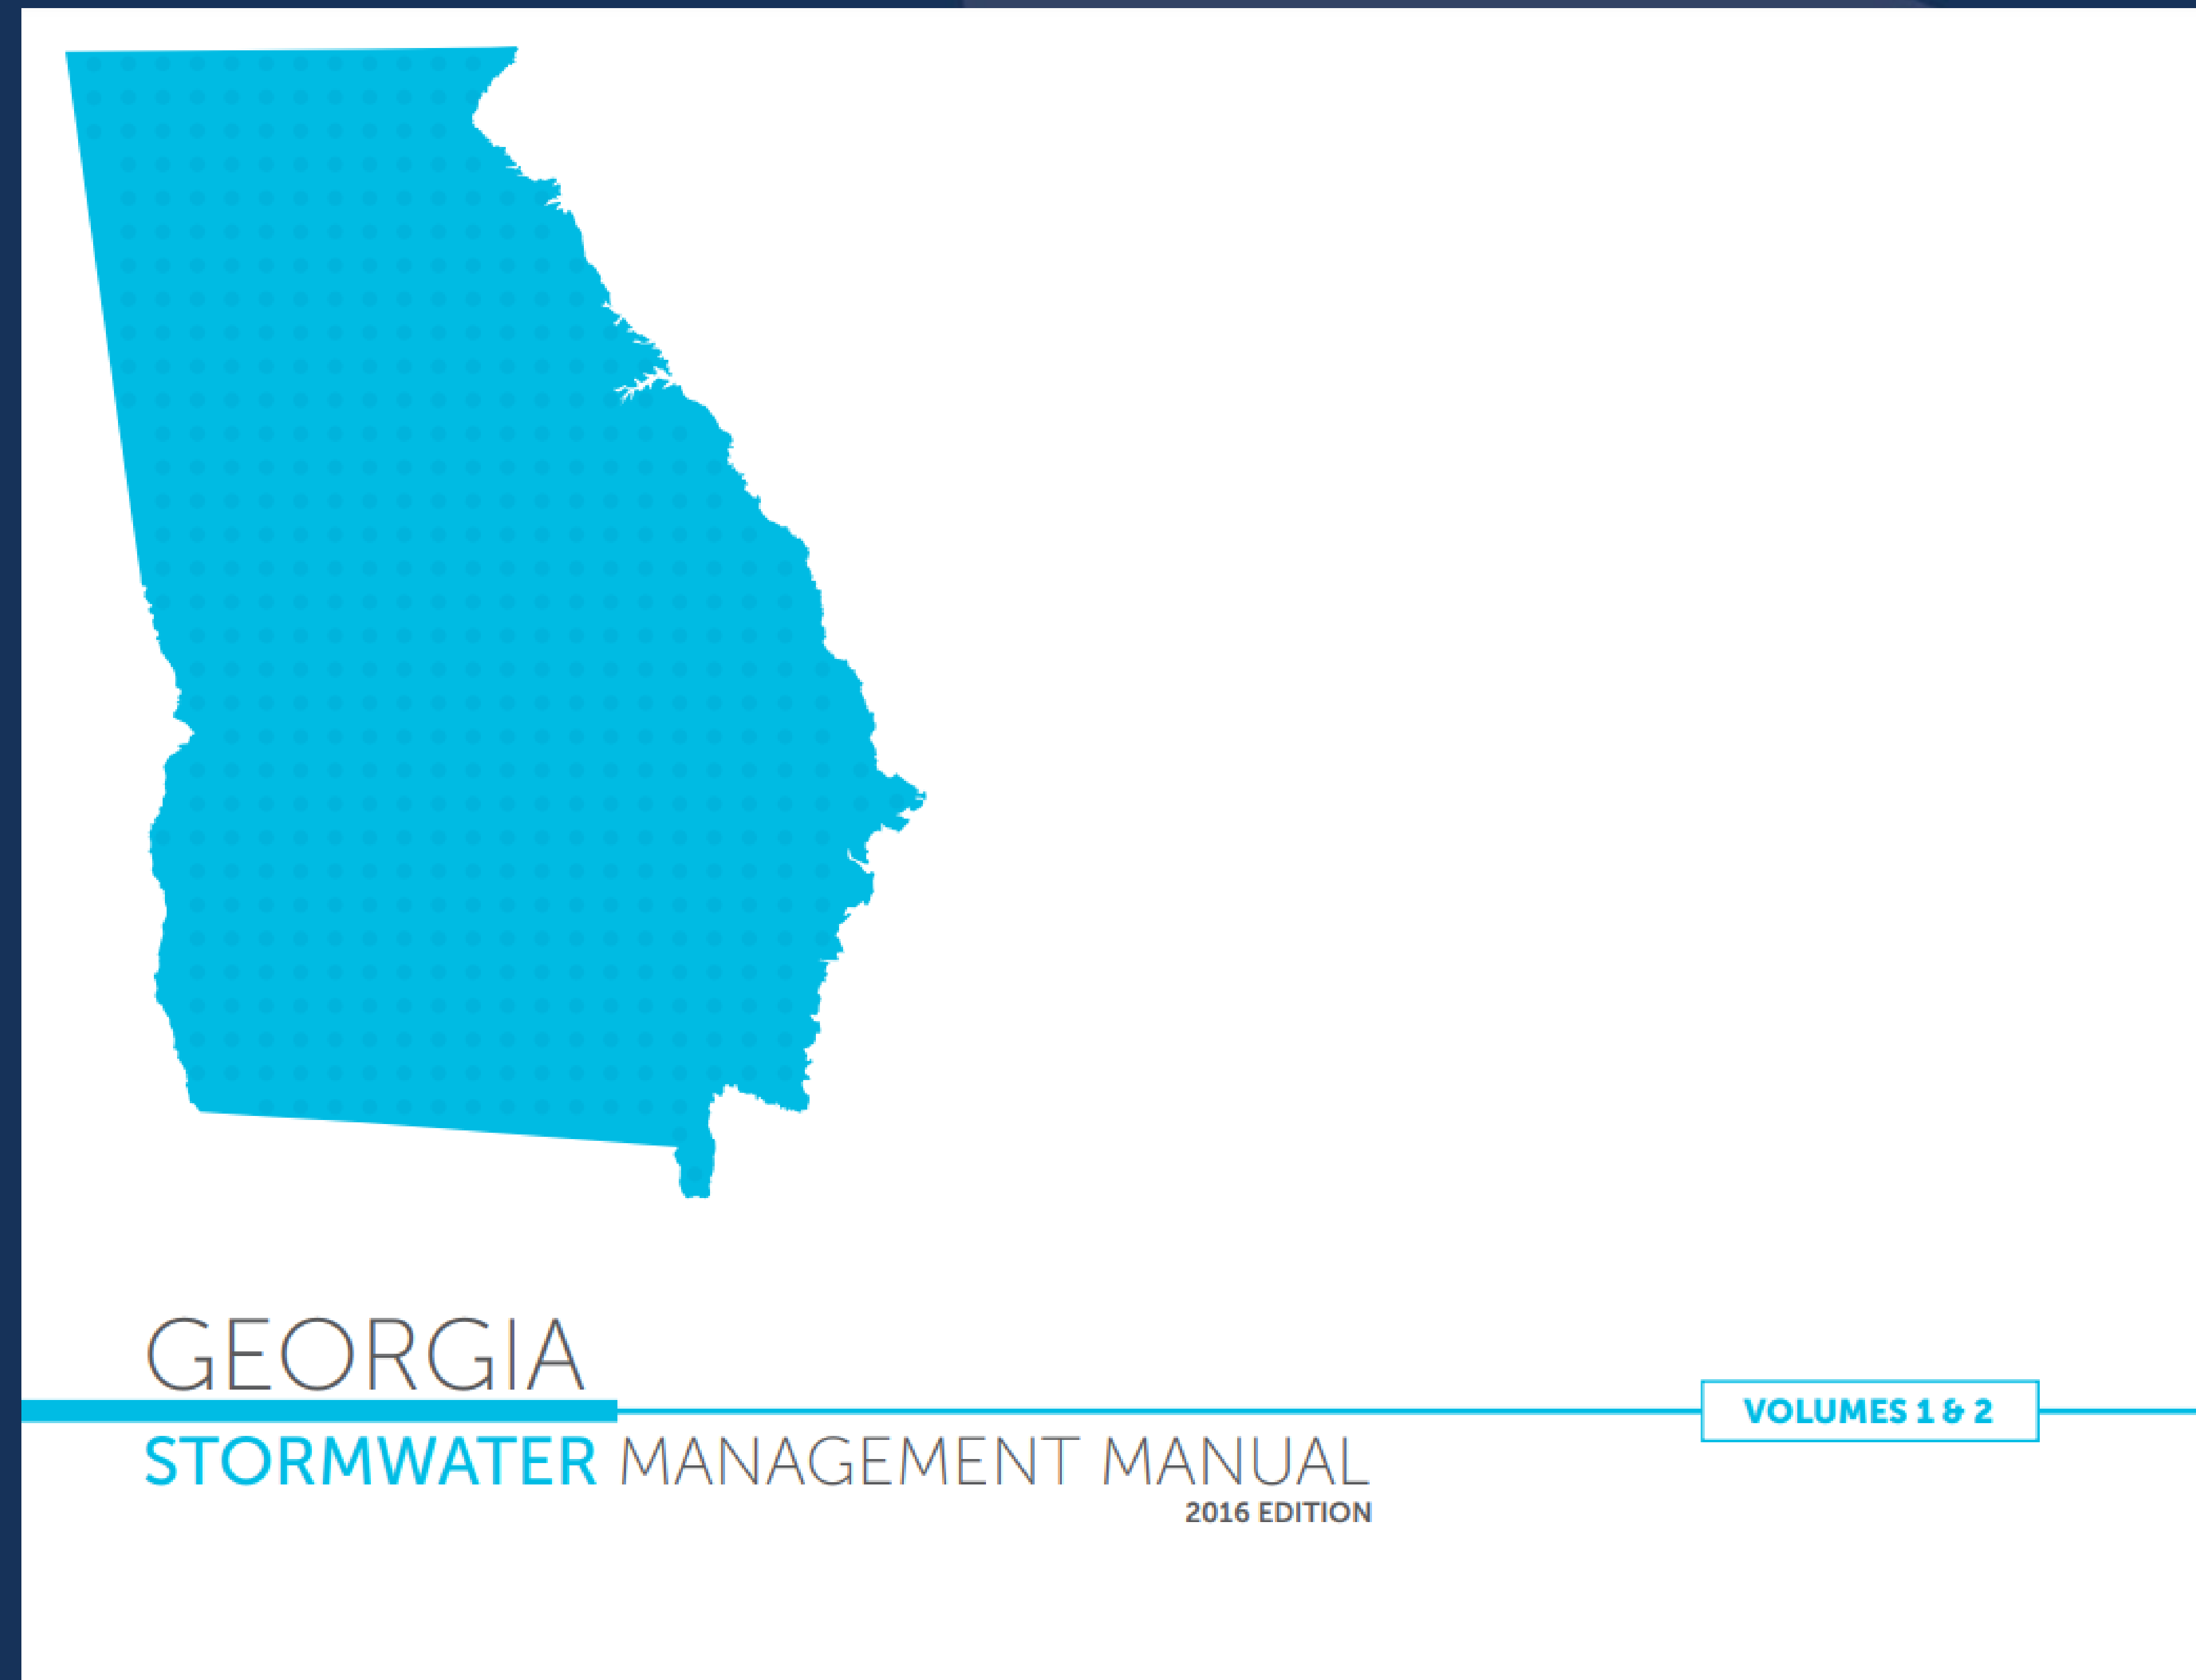 GEORGIA
VOLUMES 1 & 2
STORMWATER MANAGEMENT MANUAL
2016 EDITION